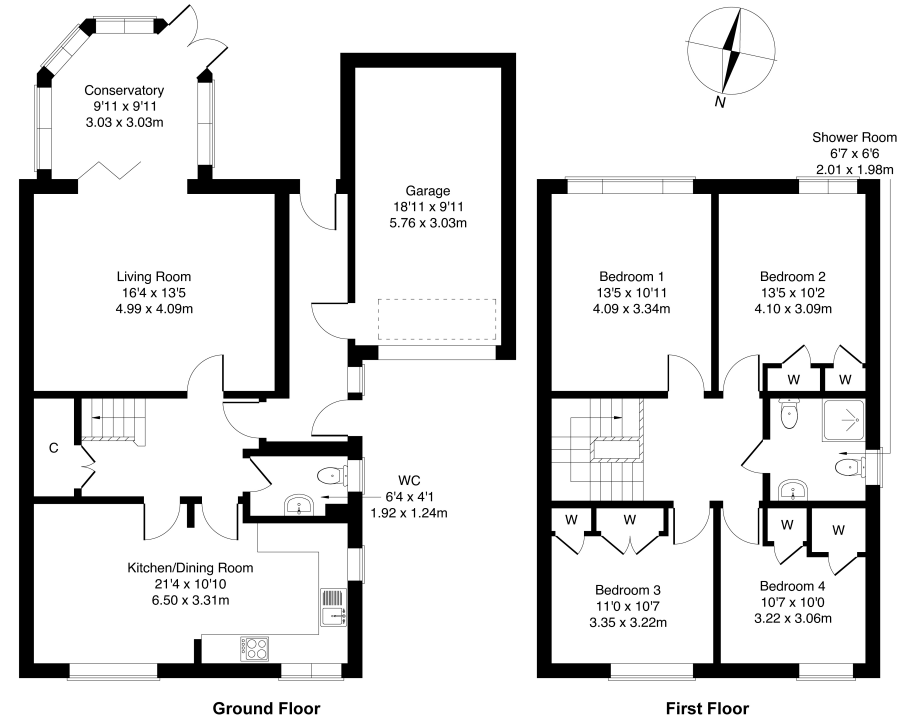 Conservatory
9'11 x 9'11
3.03 x 3.03m
N
Shower Room
6'7 x 6'6
2.01 x 1.98m
Garage
18'11 x 9'11
5.76 x 3.03m
Living Room
16'4 x 13'5
4.99 x 4.09m
Bedroom 1
13'5 x 10'11
4.09 x 3.34m
Bedroom 2
13'5 x 10'2
4.10 x 3.09m
W
W
C
WC
6'4 x 4'1
1.92 x 1.24m
W
W
W
W
Kitchen/Dining Room
21'4 x 10'10
6.50 x 3.31m
Bedroom 3
11'0 x 10'7
3.35 x 3.22m
Bedroom 4
10'7 x 10'0
3.22 x 3.06m
Ground Floor
First Floor